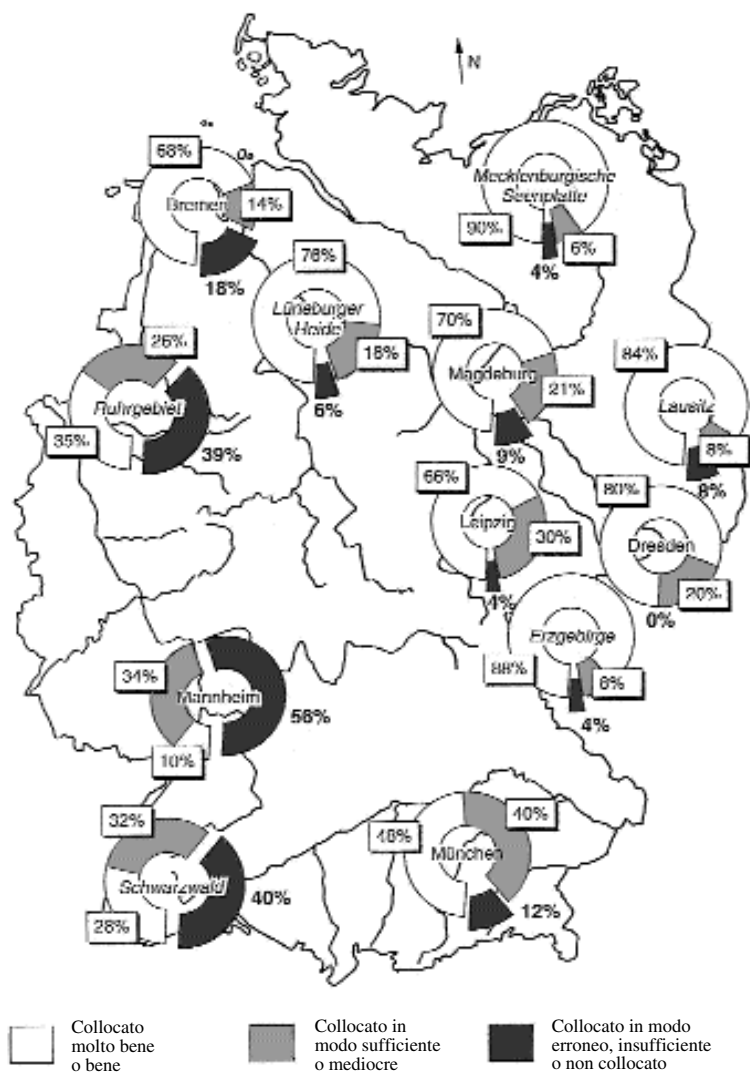 N
68%
Bremen
14%
18%
Mecklenburgische
Seenplatte
90%
6%
4%
76%
Lüneburger
Heide
18%
6%
70%
Magdeburg
21%
9%
84%
Lausitz
8%
8%
26%
Ruhrgebiet
35%
39%
66%
Leipzig
30%
4%
80%
Dresden
20%
0%
Erzgebirge
88%
6%
4%
34%
Mannheim
56%
10%
32%
Schwarzwald
28%
40%
48%
40%
München
12%
Collocato
molto bene
o bene
Collocato in
modo sufficiente
o mediocre
Collocato in modo
erroneo, insufficiente
o non collocato